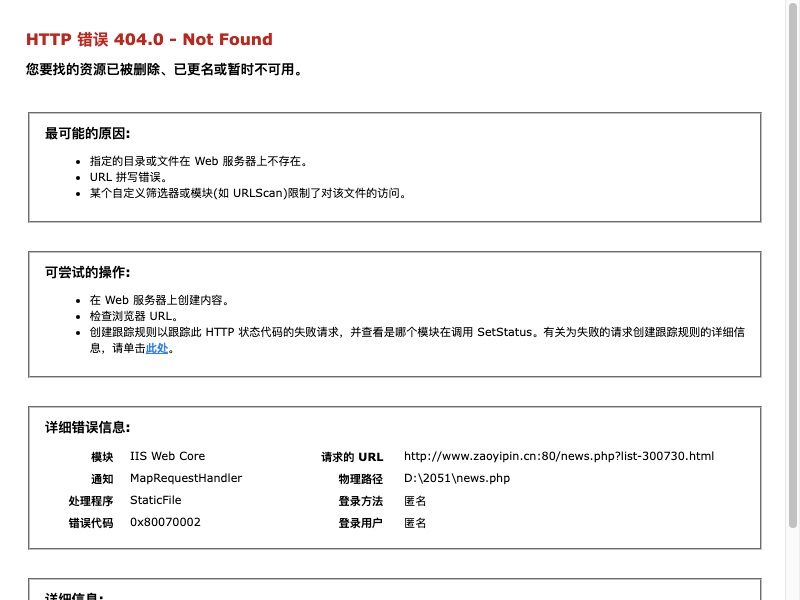 HTTP 错误 404.0 - Not Found
您要找的资源已被删除、已更名或暂时不可用。
最可能的原因:
指定的目录或文件在 Web 服务器上不存在。
URL 拼写错误。
某个自定义筛选器或模块(如 URLScan)限制了对该文件的访问。
可尝试的操作:
在 Web 服务器上创建内容。
检查浏览器 URL。
创建跟踪规则以跟踪此 HTTP 状态代码的失败请求，并查看是哪个模块在调用 SetStatus。有关为失败的请求创建跟踪规则的详细信
息，请单击此处。
详细错误信息:
模块 IIS Web Core 请求的 URL http://www.zaoyipin.cn:80/news.php?list-300730.html
通知 MapRequestHandler 物理路径 D:\2051\news.php
处理程序 StaticFile 登录方法 匿名
错误代码 0x80070002 登录用户 匿名
详细信息: